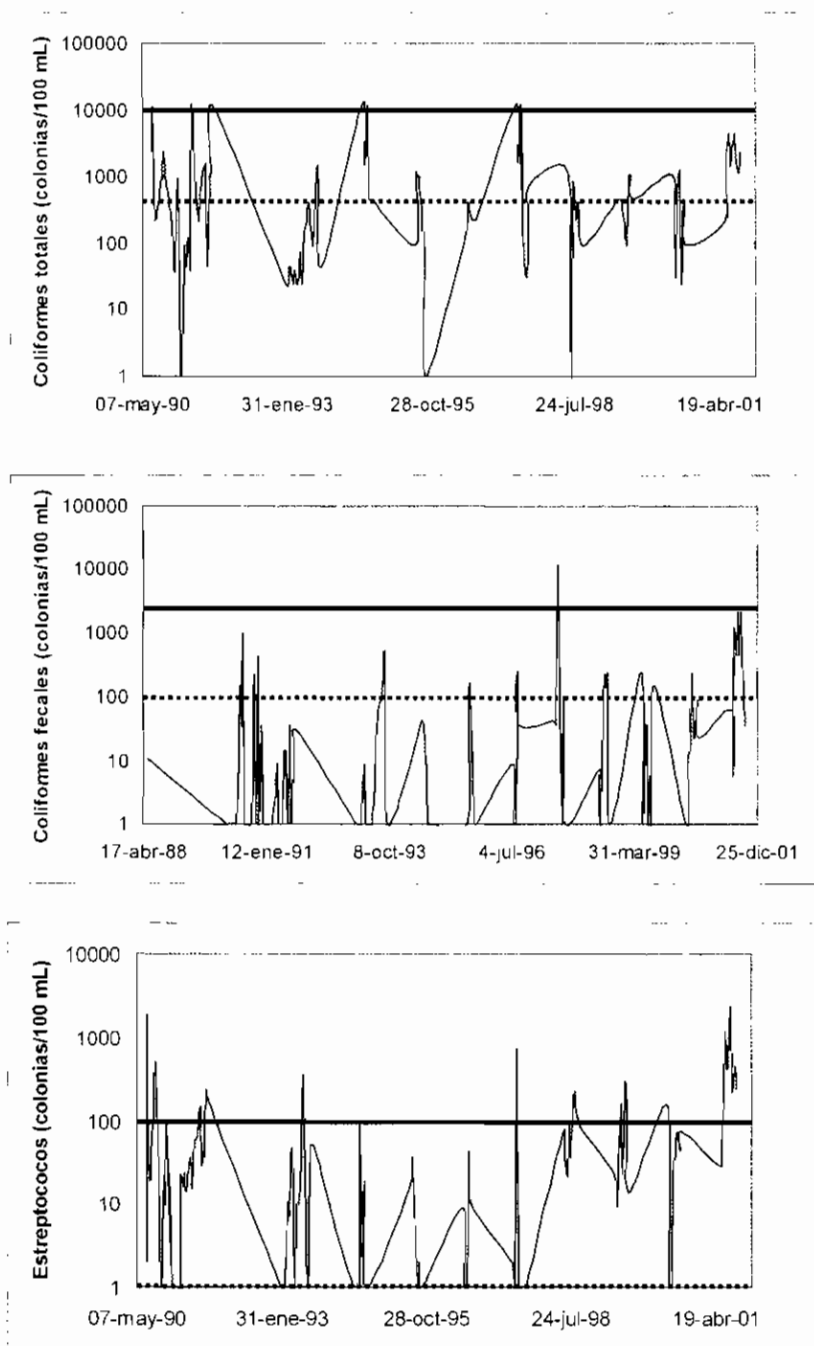 Coliformes totales (colonias/100 mL)
100000
10000
1000
100
10
1
07-may-90 31-ene-93 28-oct-95 24-jul-98 19-abr-01
Coliformes fecales (colonias/100 mL)
100000
10000
1000
100
10
1
17-abr-88 12-ene-91 8-oct-93 4-jul-96 31-mar-99 25-dic-01
Estreptococos (colonias/100 mL)
10000
1000
100
10
1
07-may-90 31-ene-93 28-oct-95 24-jul-98 19-abr-01